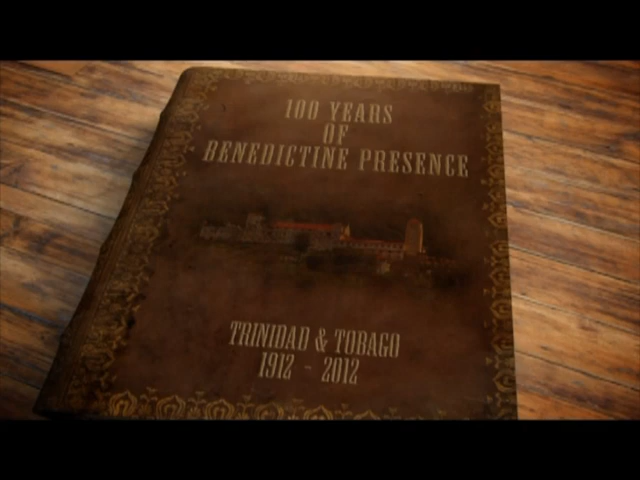 100 YEARS
OF
BENEDICTINE PRESENCE
TRINIDAD & TOBAGO
1912 - 2012